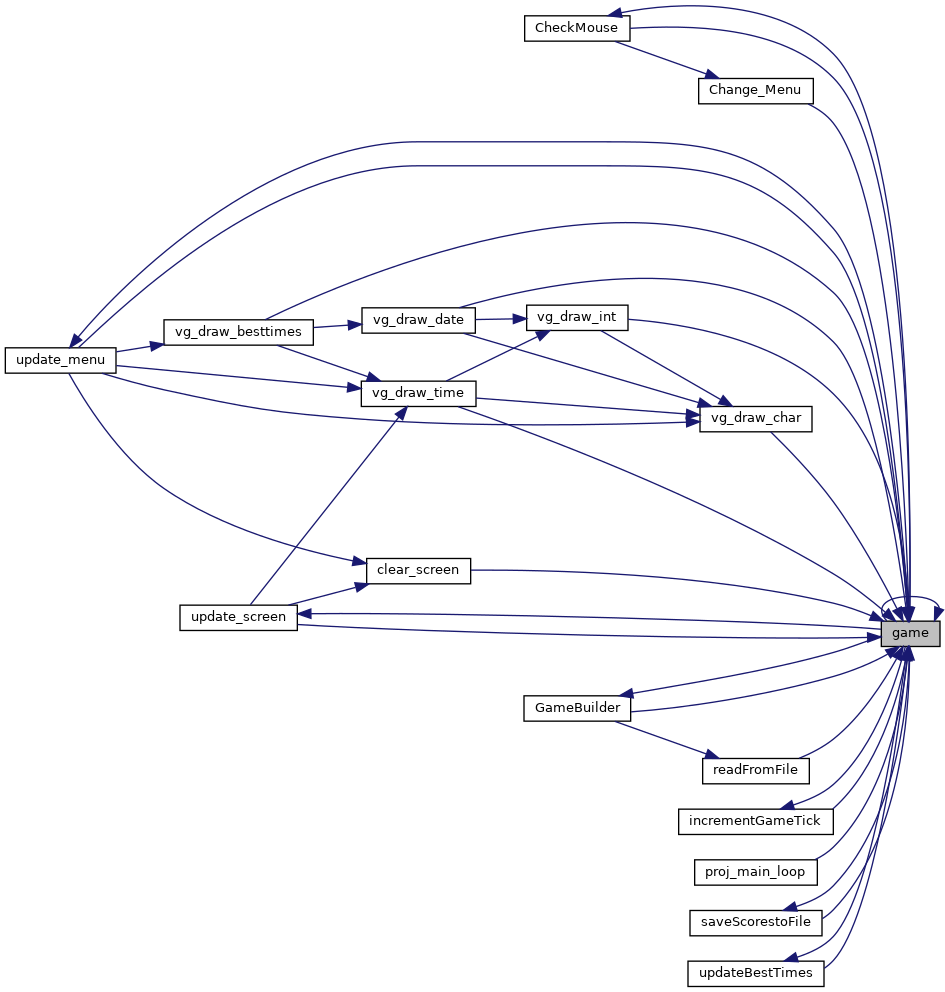 CheckMouse
Change_Menu
vg_draw_int
vg_draw_date
vg_draw_besttimes
update_menu
vg_draw_time
vg_draw_char
clear_screen
update_screen
game
GameBuilder
readFromFile
incrementGameTick
proj_main_loop
saveScorestoFile
updateBestTimes